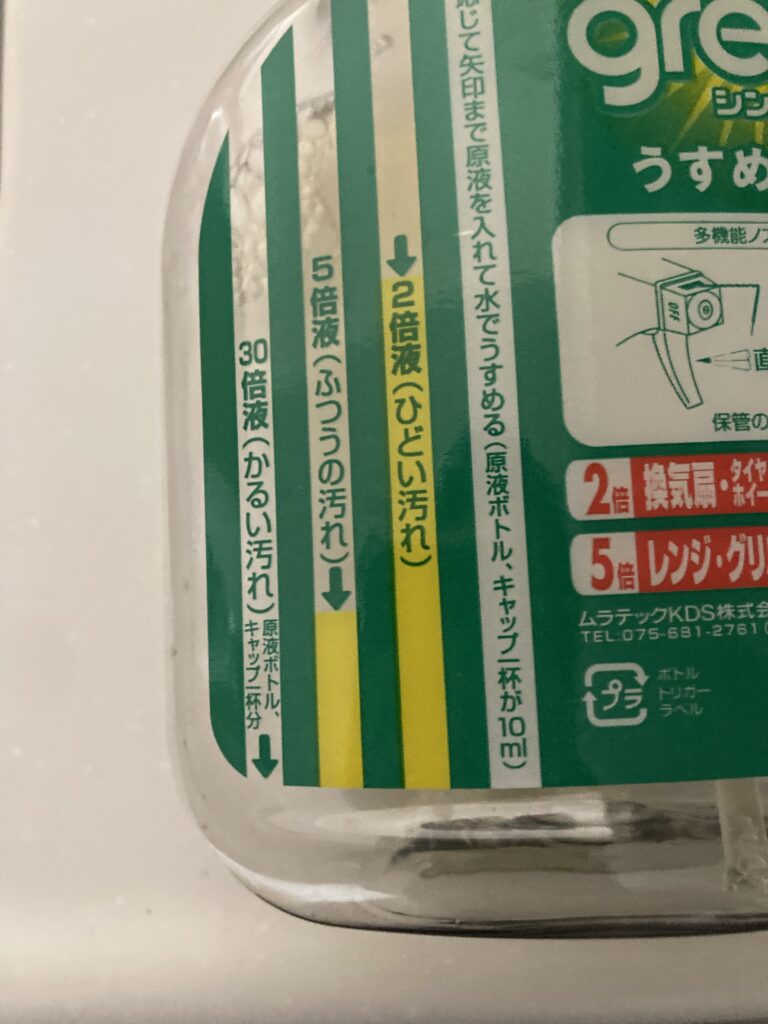 応じて矢印まで原液を入れて水でうすめる(原液ボトル、キャップ一杯が10ml)
↓2倍液(ひどい汚れ)
5倍液(ふつうの汚れ)↓
30倍液(かるい汚れ)原液ボトル、
キャップ一杯分↓
gre
シン
うすめ
多機能ノズ
OFF
直
保管の
2倍 換気扇・タイヤ
ホイー
5倍 レンジ・グリル
ムラテックKDS株式会
TEL:075-681-2761(
プラ
ボトル
トリガー
ラベル